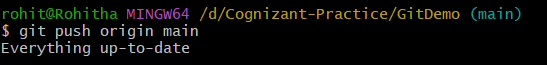 rohit@Rohitha MINGW64 /d/Cognizant-Practice/GitDemo (main)
$ git push origin main
Everything up-to-date